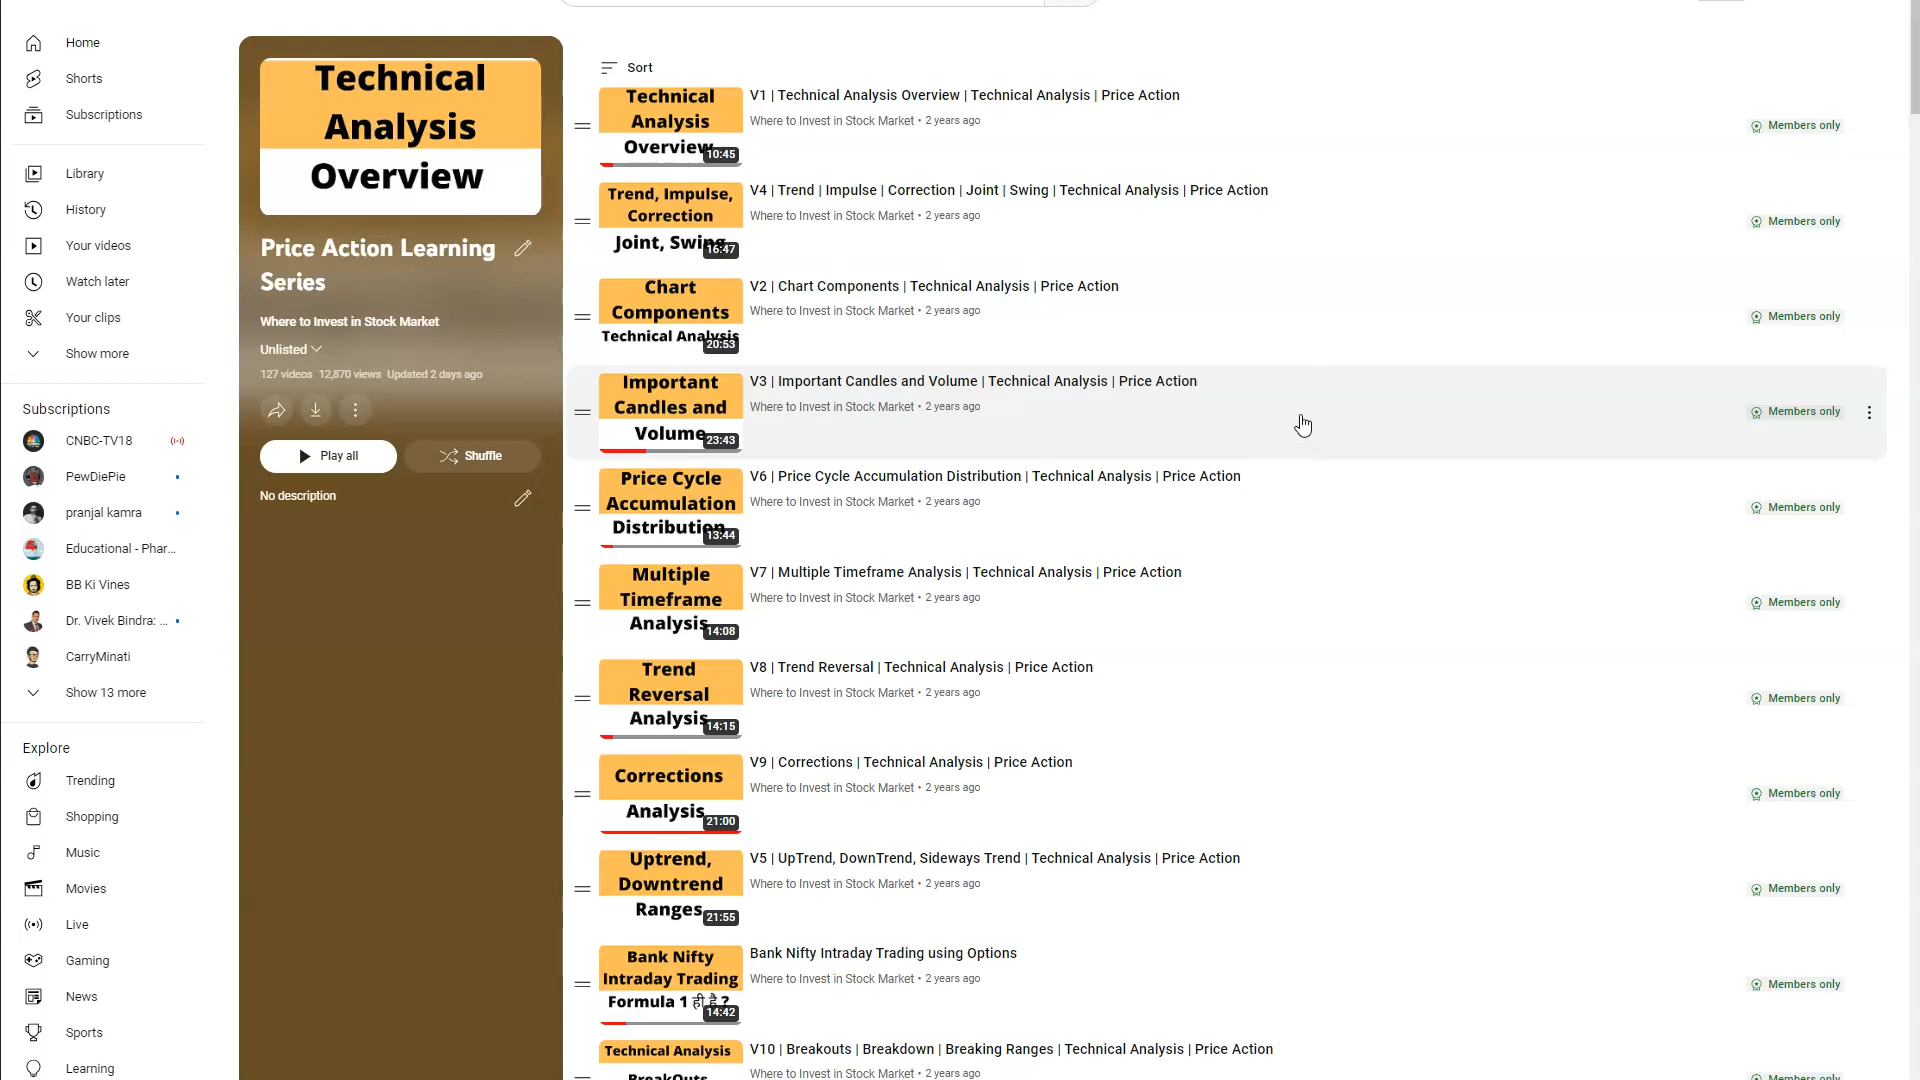 Home
Shorts
Subscriptions
Library
History
Your videos
Watch later
Your clips
Show more
Subscriptions
CNBC-TV18
PewDiePie
pranjal kamra
Educational - Phar...
BB Ki Vines
Dr. Vivek Bindra: ...
CarryMinati
Show 13 more
Explore
Trending
Shopping
Music
Movies
Live
Gaming
News
Sports
Learning
Technical
Analysis
Overview
Price Action Learning
Series
Where to Invest in Stock Market
Unlisted
127 videos 12,870 views Updated 2 days ago
Play all
Shuffle
No description
Sort
Technical
Analysis
Overview
10:45
V1 | Technical Analysis Overview | Technical Analysis | Price Action
Where to Invest in Stock Market • 2 years ago
Members only
Trend, Impulse,
Correction
Joint, Swing
16:47
V4 | Trend | Impulse | Correction | Joint | Swing | Technical Analysis | Price Action
Where to Invest in Stock Market • 2 years ago
Members only
Chart
Components
Technical Analysis
20:53
V2 | Chart Components | Technical Analysis | Price Action
Where to Invest in Stock Market • 2 years ago
Members only
Important
Candles and
Volume
23:43
V3 | Important Candles and Volume | Technical Analysis | Price Action
Where to Invest in Stock Market • 2 years ago
Members only
Price Cycle
Accumulation
Distribution
13:44
V6 | Price Cycle Accumulation Distribution | Technical Analysis | Price Action
Where to Invest in Stock Market • 2 years ago
Members only
Multiple
Timeframe
Analysis
14:08
V7 | Multiple Timeframe Analysis | Technical Analysis | Price Action
Where to Invest in Stock Market • 2 years ago
Members only
Trend
Reversal
Analysis
14:15
V8 | Trend Reversal | Technical Analysis | Price Action
Where to Invest in Stock Market • 2 years ago
Members only
Corrections
Analysis
21:00
V9 | Corrections | Technical Analysis | Price Action
Where to Invest in Stock Market • 2 years ago
Members only
Uptrend,
Downtrend
Ranges
21:55
V5 | UpTrend, DownTrend, Sideways Trend | Technical Analysis | Price Action
Where to Invest in Stock Market • 2 years ago
Members only
Bank Nifty
Intraday Trading
Formula 1 ही है ?
14:42
Bank Nifty Intraday Trading using Options
Where to Invest in Stock Market • 2 years ago
Members only
Technical Analysis
BreakOuts
V10 | Breakouts | Breakdown | Breaking Ranges | Technical Analysis | Price Action
Where to Invest in Stock Market • 2 years ago
Members only